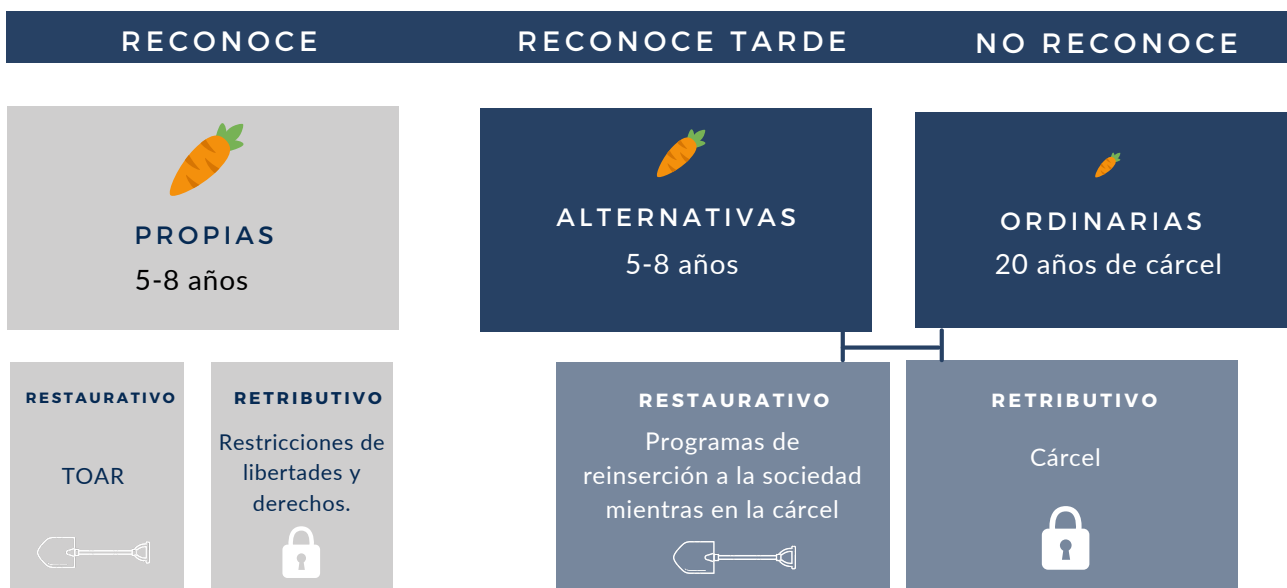 RECONOCE
RECONOCE TARDE
NO RECONOCE
PROPIAS
5-8 años
ALTERNATIVAS
5-8 años
ORDINARIAS
20 años de cárcel
RESTAURATIVO
TOAR
RETRIBUTIVO
Restricciones de
libertades y
derechos.
RESTAURATIVO
Programas de
reinserción a la sociedad
mientras en la cárcel
RETRIBUTIVO
Cárcel